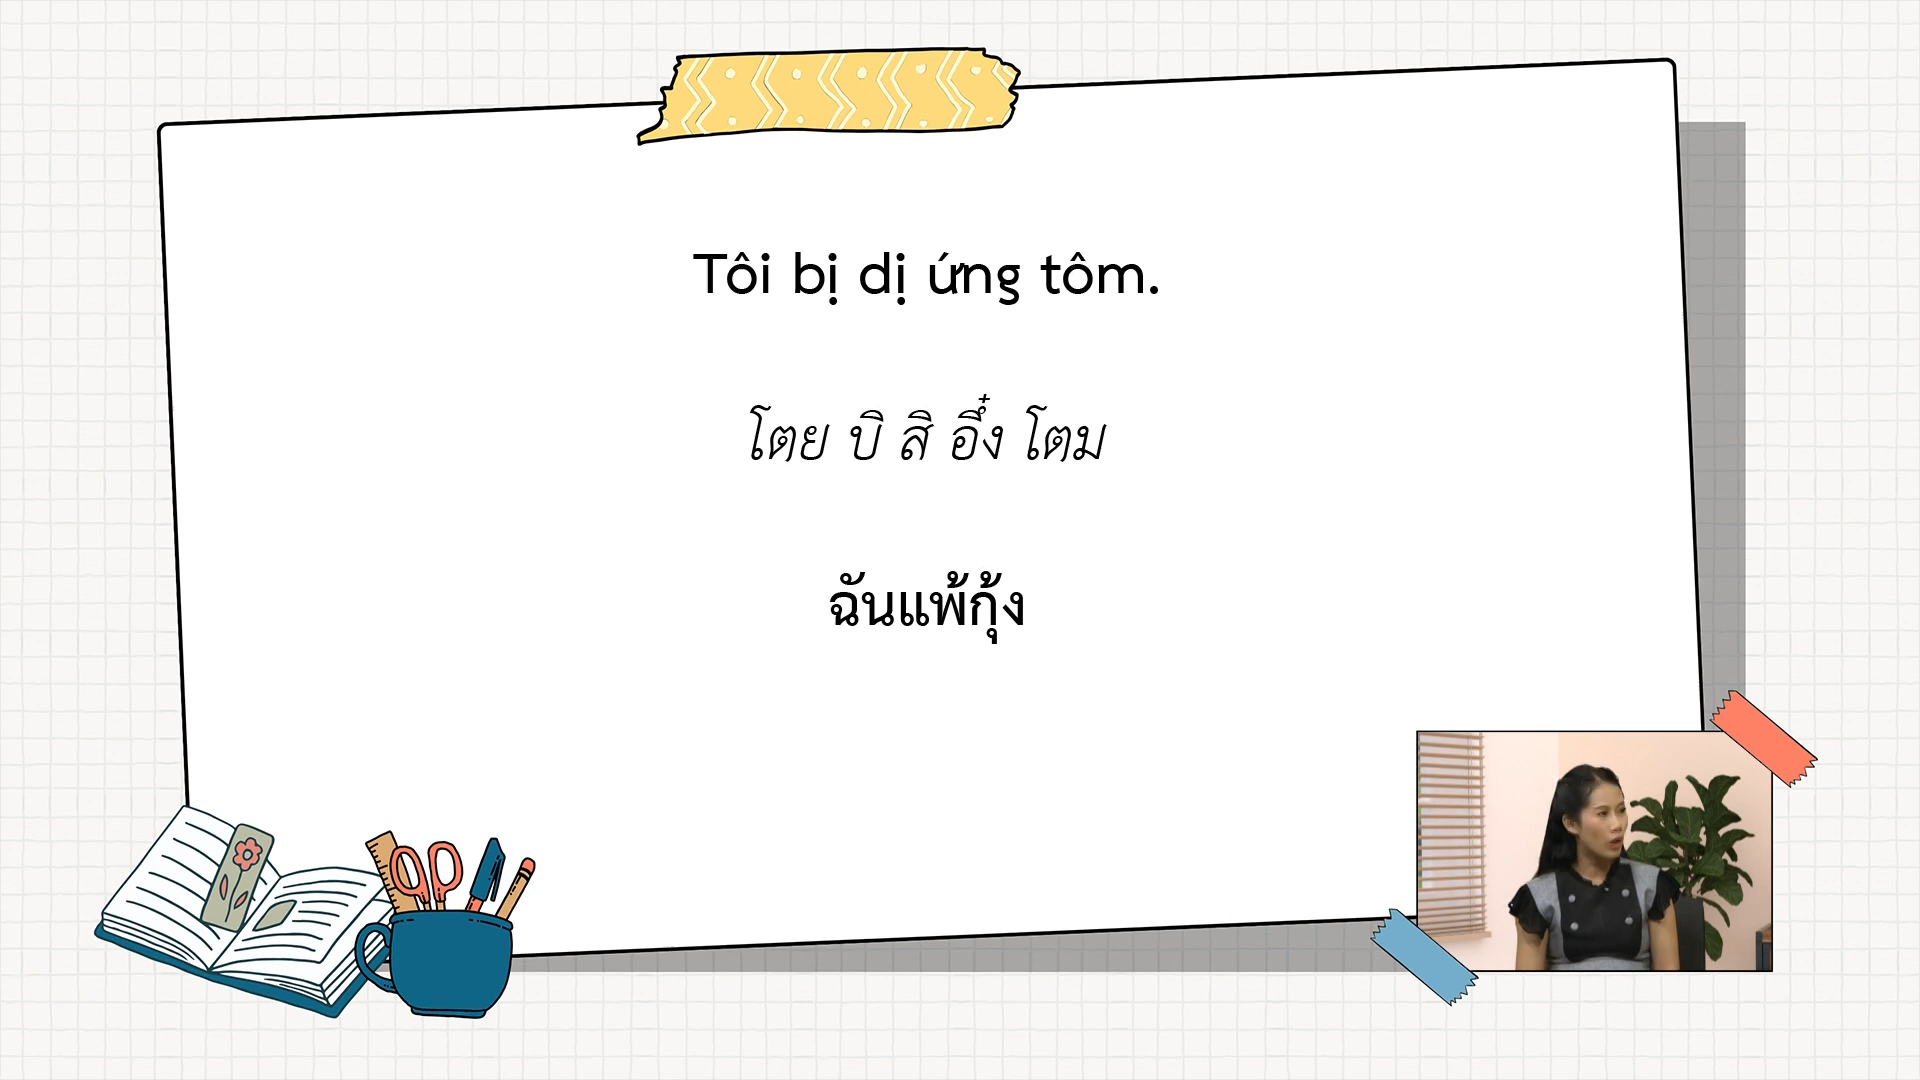 Tôi bị dị ứng tôm.
โตย บิ สิ อึ๋ง โตม
ฉันแพ้กุ้ง